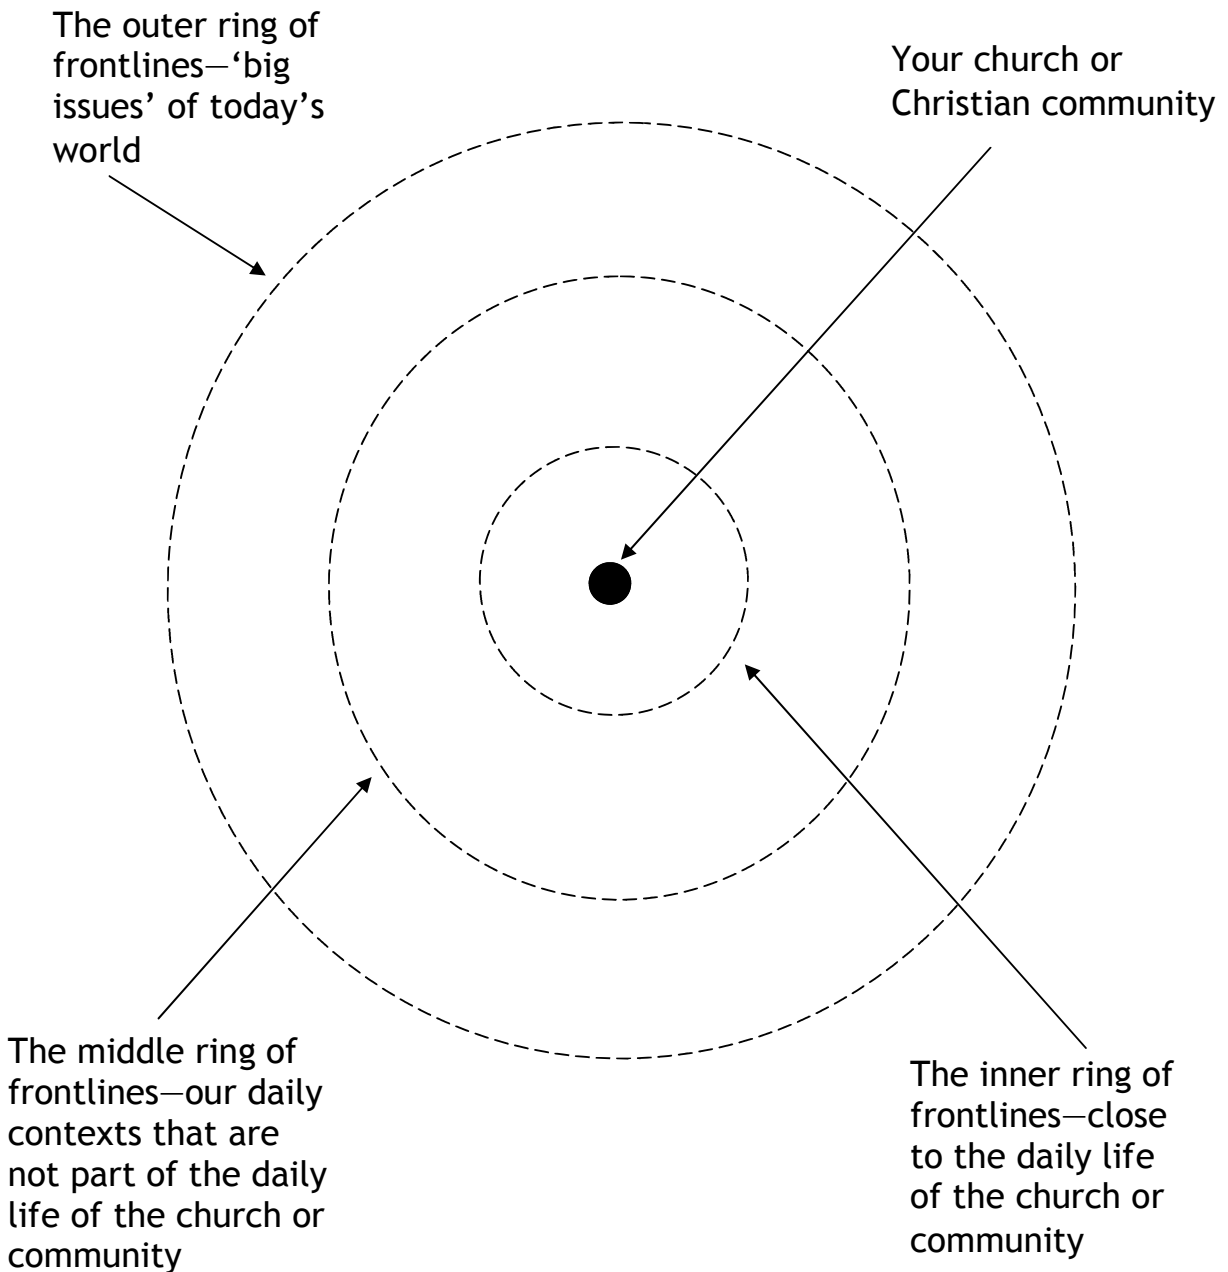 The outer ring of
frontlines—‘big
issues’ of today’s
world
Your church or
Christian community
The middle ring of
frontlines—our daily
contexts that are
not part of the daily
life of the church or
community
The inner ring of
frontlines—close
to the daily life
of the church or
community